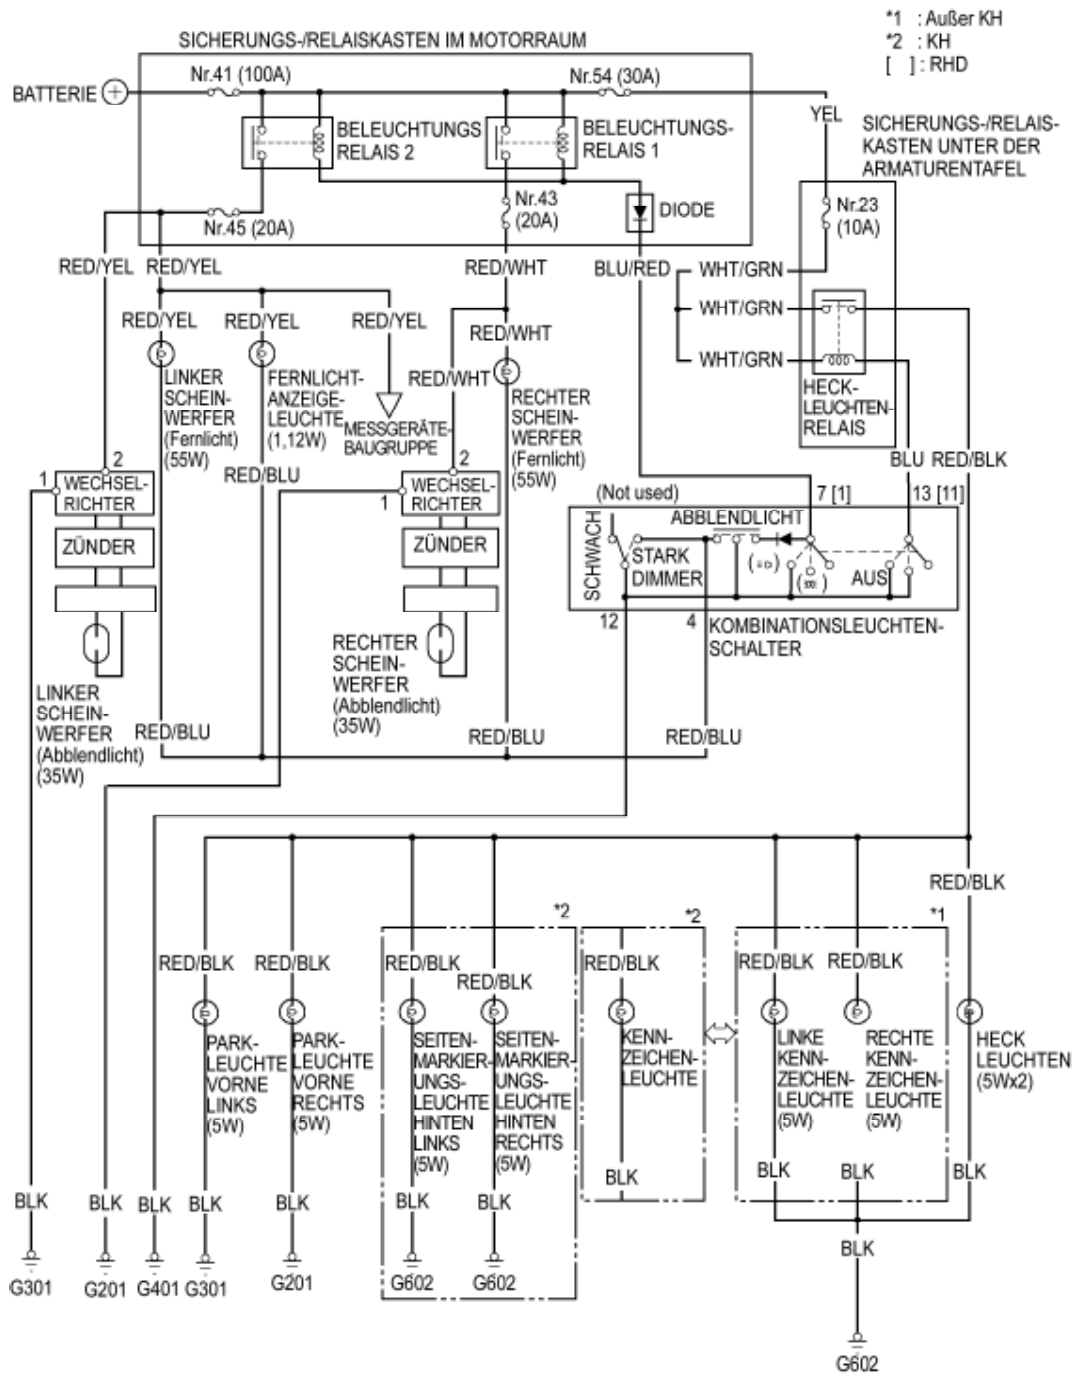 *1 : Außer KH
*2 : KH
[ ] : RHD
SICHERUNGS-/RELAISKASTEN IM MOTORRAUM
Nr.41 (100A)
Nr.54 (30A)
BATTERIE
YEL
BELEUCHTUNGS
RELAIS 2
BELEUCHTUNGS-
RELAIS 1
SICHERUNGS-/RELAIS-
KASTEN UNTER DER
ARMATURENTAFEL
Nr.45 (20A)
Nr.43
(20A)
DIODE
Nr.23
(10A)
RED/YEL
RED/YEL
RED/WHT
BLU/RED
WHT/GRN
WHT/GRN
WHT/GRN
RED/YEL
RED/YEL
RED/YEL
RED/WHT
RED/WHT
LINKER
SCHEIN-
WERFER
(Fernlicht)
(55W)
FERNLICHT-
ANZEIGE-
LEUCHTE
(1,12W)
MESSGERÄTE-
BAUGRUPPE
RECHTER
SCHEIN-
WERFER
(Fernlicht)
(55W)
HECK-
LEUCHTEN-
RELAIS
RED/BLU
BLU
RED/BLK
1
2
WECHSEL-
RICHTER
ZÜNDER
1
2
WECHSEL-
RICHTER
ZÜNDER
(Not used)
7 [1]
13 [11]
SCHWACH
STARK
DIMMER
ABBLENDLICHT
AUS
12
4
KOMBINATIONSLEUCHTEN-
SCHALTER
LINKER
SCHEIN-
WERFER
(Abblendlicht)
(35W)
RECHTER
SCHEIN-
WERFER
(Abblendlicht)
(35W)
RED/BLU
RED/BLU
RED/BLU
RED/BLK
*2
*2
*1
RED/BLK
RED/BLK
RED/BLK
RED/BLK
RED/BLK
RED/BLK
RED/BLK
PARK-
LEUCHTE
VORNE
LINKS
(5W)
PARK-
LEUCHTE
VORNE
RECHTS
(5W)
SEITEN-
MARKIER-
UNGS-
LEUCHTE
HINTEN
LINKS
(5W)
SEITEN-
MARKIER-
UNGS-
LEUCHTE
HINTEN
RECHTS
(5W)
KENN-
ZEICHEN-
LEUCHTE
LINKE
KENN-
ZEICHEN-
LEUCHTE
(5W)
RECHTE
KENN-
ZEICHEN-
LEUCHTE
(5W)
HECK
LEUCHTEN
(5Wx2)
BLK
BLK
BLK
BLK
BLK
BLK
BLK
BLK
BLK
BLK
BLK
BLK
G301
G201
G401
G301
G201
G602
G602
G602